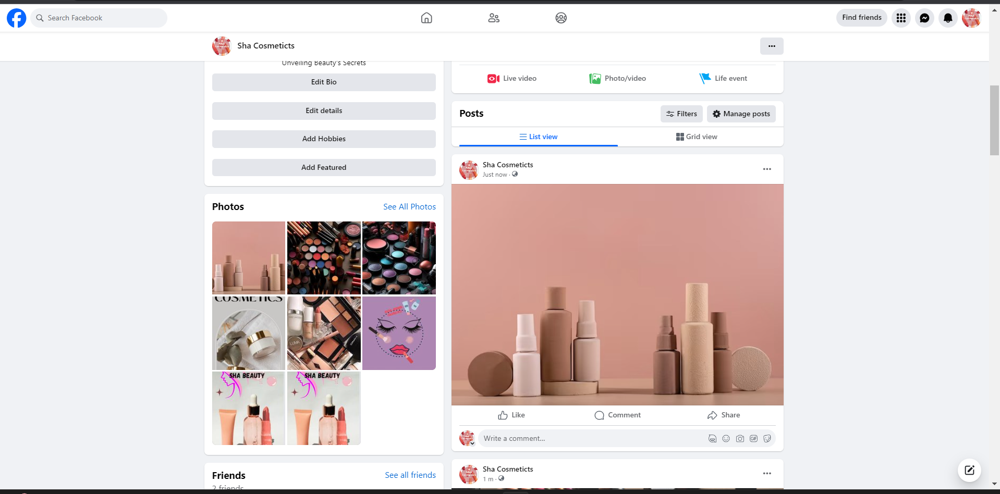 Search Facebook
Find friends
Sha Cosmeticts
Unveiling Beauty's Secrets
Edit Bio
Edit details
Add Hobbies
Add Featured
Photos
See All Photos
COSMETICS
SHA BEAUTY
SHA BEAUTY
Friends
See all friends
2 friends
Live video
Photo/video
Life event
Posts
Filters
Manage posts
List view
Grid view
Sha Cosmeticts
Just now ·
Like
Comment
Share
Write a comment...
GIF
Sha Cosmeticts
1 m ·